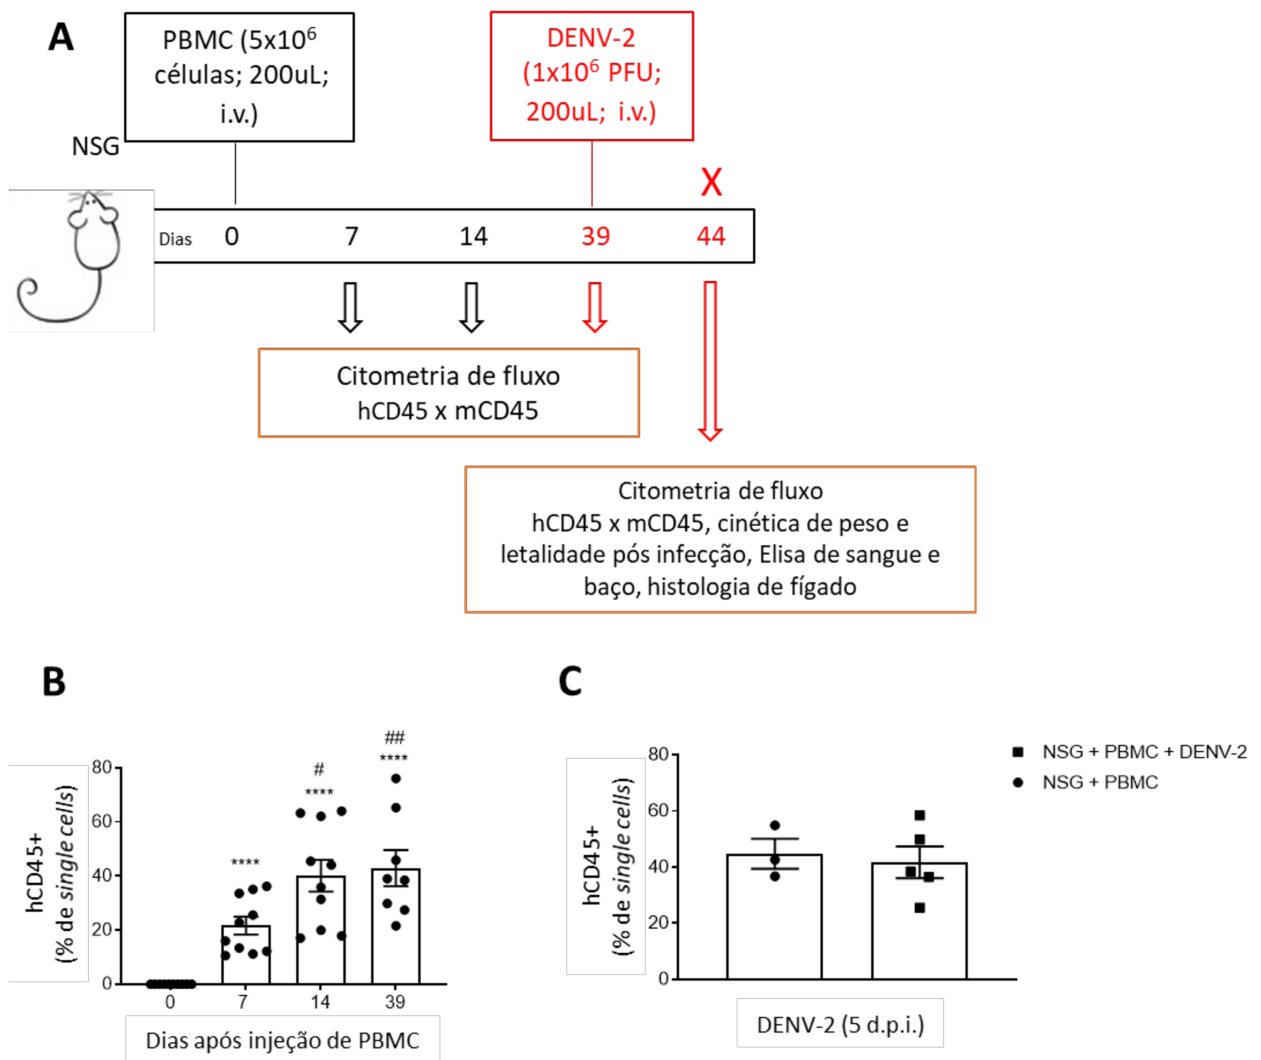 A
PBMC (5x10⁶
células; 200uL;
i.v.)
DENV-2
(1x10⁶ PFU;
200uL; i.v.)
NSG
X
Dias 0 7 14 39 44
Citometria de fluxo
hCD45 x mCD45
Citometria de fluxo
hCD45 x mCD45, cinética de peso e
letalidade pós infecção, Elisa de sangue e
baço, histologia de fígado
B
hCD45+
(% de single cells)
80
60
40
20
0
****
#
****
##
****
0 7 14 39
Dias após injeção de PBMC
C
hCD45+
(% de single cells)
80
60
40
20
0
DENV-2 (5 d.p.i.)
NSG + PBMC + DENV-2
NSG + PBMC